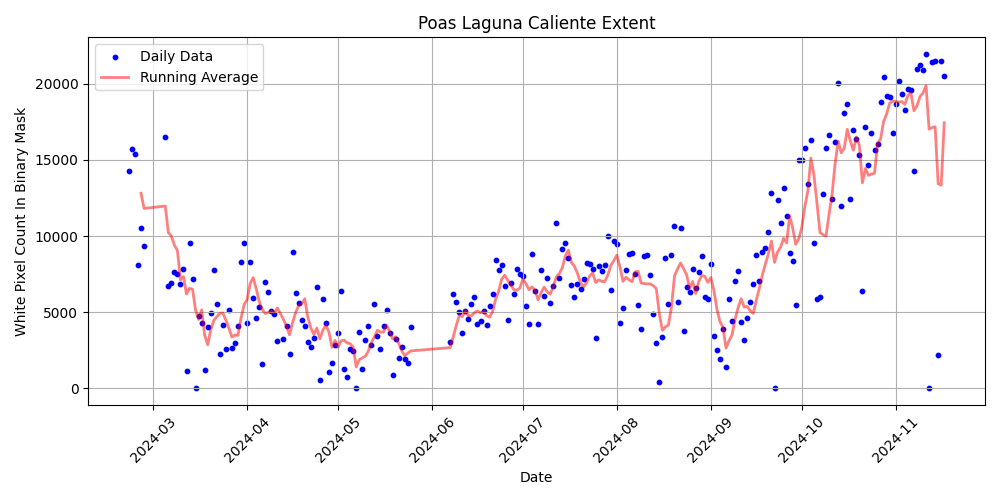 Poas Laguna Caliente Extent
Daily Data
Running Average
White Pixel Count In Binary Mask
20000
15000
10000
5000
0
2024-03
2024-04
2024-05
2024-06
2024-07
2024-08
2024-09
2024-10
2024-11
Date